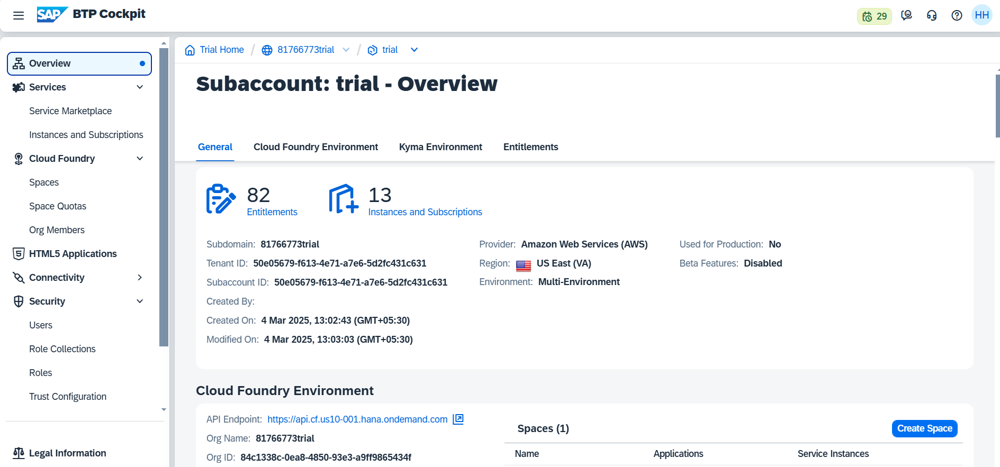 SAP BTP Cockpit
29
HH
Overview
Services
Service Marketplace
Instances and Subscriptions
Cloud Foundry
Spaces
Space Quotas
Org Members
HTML5 Applications
Connectivity
Security
Users
Role Collections
Roles
Trust Configuration
Legal Information
Trial Home / 81766773trial / trial
Subaccount: trial - Overview
General Cloud Foundry Environment Kyma Environment Entitlements
82
Entitlements
13
Instances and Subscriptions
Subdomain: 81766773trial
Tenant ID: 50e05679-f613-4e71-a7e6-5d2fc431c631
Subaccount ID: 50e05679-f613-4e71-a7e6-5d2fc431c631
Created By:
Created On: 4 Mar 2025, 13:02:43 (GMT+05:30)
Modified On: 4 Mar 2025, 13:03:03 (GMT+05:30)
Provider: Amazon Web Services (AWS)
Region: US East (VA)
Environment: Multi-Environment
Used for Production: No
Beta Features: Disabled
Cloud Foundry Environment
API Endpoint: https://api.cf.us10-001.hana.ondemand.com
Org Name: 81766773trial
Org ID: 84c1338c-0ea8-4850-93e3-a9ff9865434f
Spaces (1)
Create Space
Name Applications Service Instances